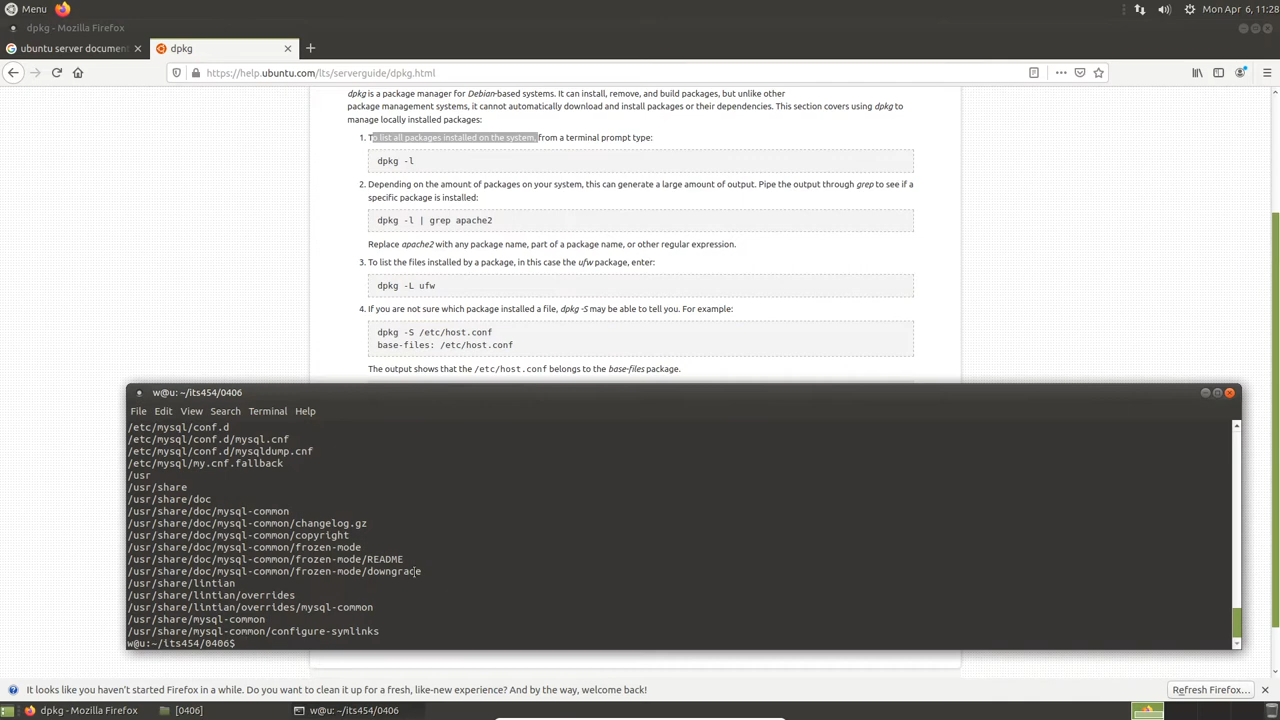 Menu
Mon Apr 6, 11:28
dpkg - Mozilla Firefox
ubuntu server document
dpkg
https://help.ubuntu.com/lts/serverguide/dpkg.html
dpkg is a package manager for Debian-based systems. It can install, remove, and build packages, but unlike other
package management systems, it cannot automatically download and install packages or their dependencies. This section covers using dpkg to
manage locally installed packages:
1. To list all packages installed on the system, from a terminal prompt type:
dpkg -l
2. Depending on the amount of packages on your system, this can generate a large amount of output. Pipe the output through grep to see if a
specific package is installed:
dpkg -l | grep apache2
Replace apache2 with any package name, part of a package name, or other regular expression.
3. To list the files installed by a package, in this case the ufw package, enter:
dpkg -L ufw
4. If you are not sure which package installed a file, dpkg -S may be able to tell you. For example:
dpkg -S /etc/host.conf
base-files: /etc/host.conf
The output shows that the /etc/host.conf belongs to the base-files package.
w@u: ~/its454/0406
File Edit View Search Terminal Help
/etc/mysql/conf.d
/etc/mysql/conf.d/mysql.cnf
/etc/mysql/conf.d/mysqldump.cnf
/etc/mysql/my.cnf.fallback
/usr
/usr/share
/usr/share/doc
/usr/share/doc/mysql-common
/usr/share/doc/mysql-common/changelog.gz
/usr/share/doc/mysql-common/copyright
/usr/share/doc/mysql-common/frozen-mode
/usr/share/doc/mysql-common/frozen-mode/README
/usr/share/doc/mysql-common/frozen-mode/downgrade
/usr/share/lintian
/usr/share/lintian/overrides
/usr/share/lintian/overrides/mysql-common
/usr/share/mysql-common
/usr/share/mysql-common/configure-symlinks
w@u:~/its454/0406$
It looks like you haven't started Firefox in a while. Do you want to clean it up for a fresh, like-new experience? And by the way, welcome back!
Refresh Firefox...
dpkg - Mozilla Firefox
[0406]
w@u: ~/its454/0406